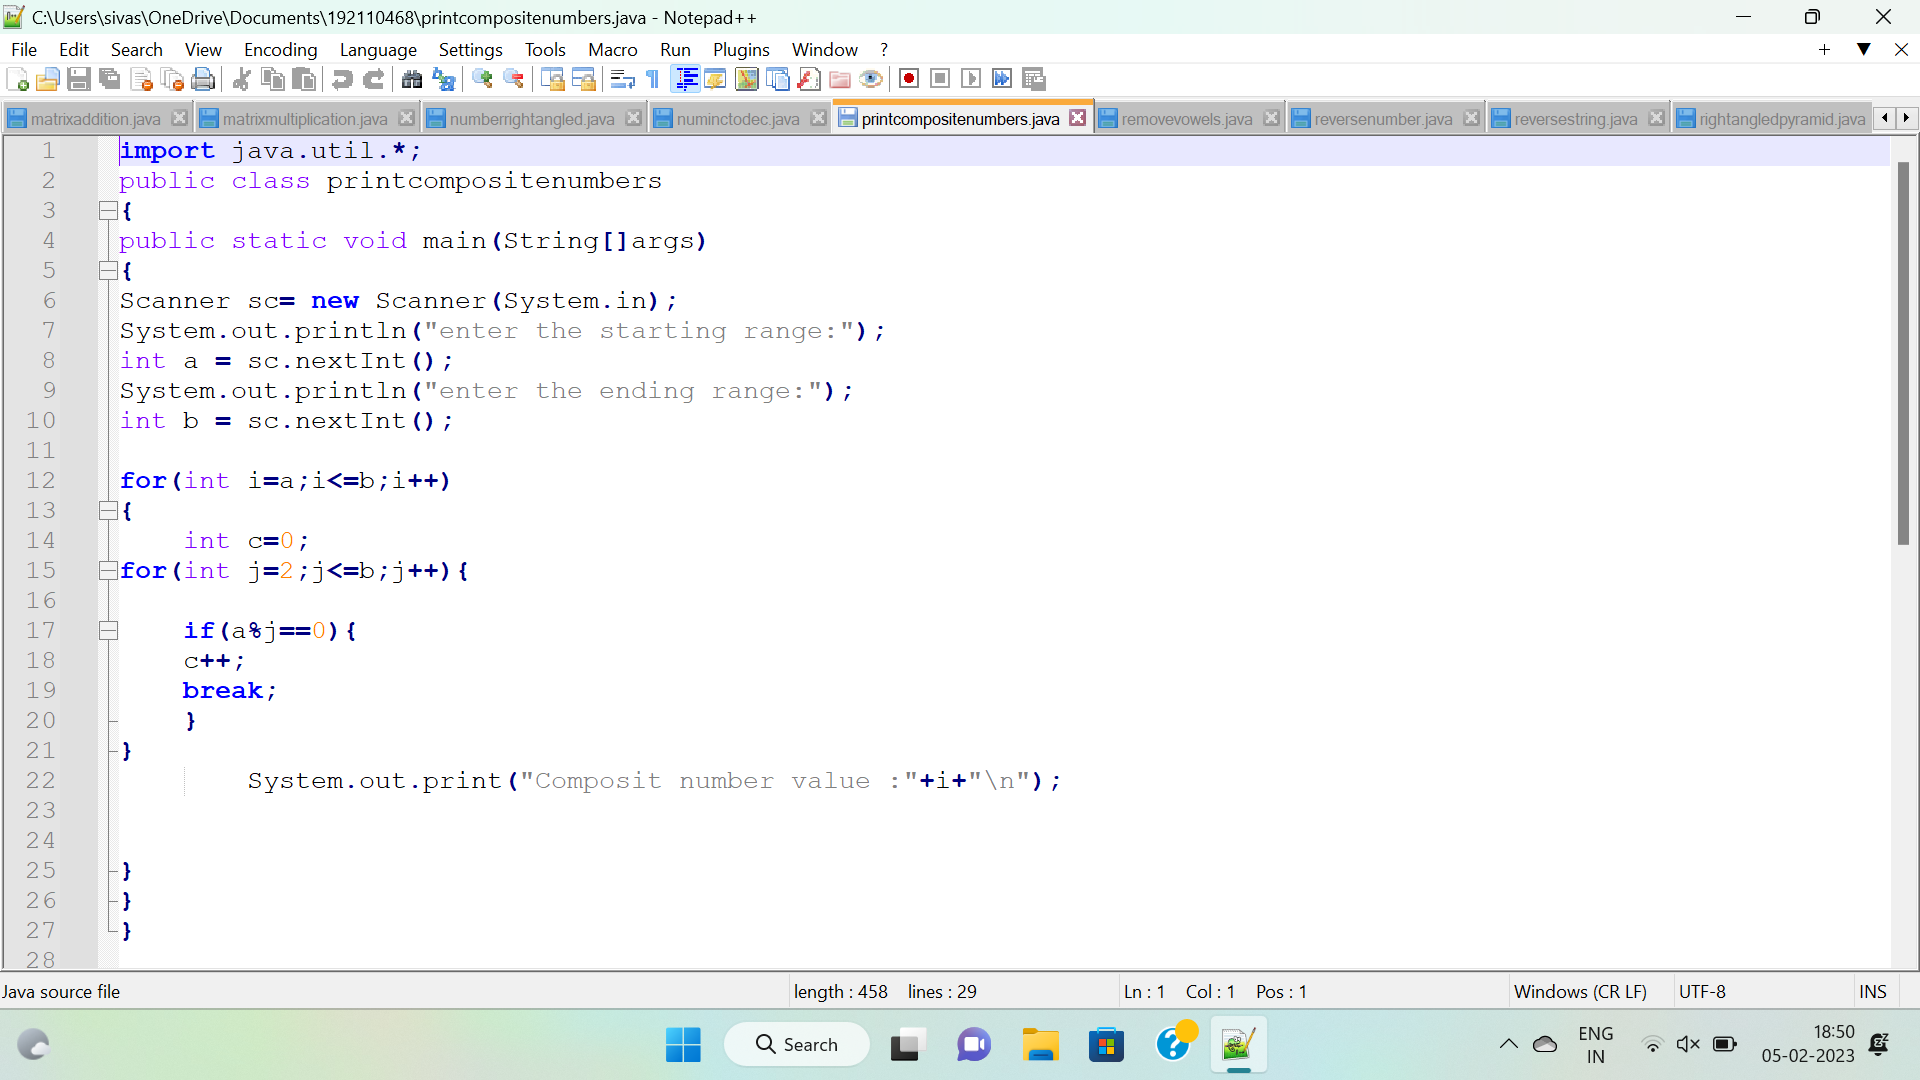 C:\Users\sivas\OneDrive\Documents\192110468\printcompositenumbers.java - Notepad++
File Edit Search View Encoding Language Settings Tools Macro Run Plugins Window ?
matrixaddition.java matrixmultiplication.java numberrightangled.java numinctodec.java printcompositenumbers.java removevowels.java reversenumber.java reversestring.java rightangledpyramid.java
1 import java.util.*;
2 public class printcompositenumbers
3 {
4 public static void main(String[]args)
5 {
6 Scanner sc= new Scanner(System.in);
7 System.out.println("enter the starting range:");
8 int a = sc.nextInt();
9 System.out.println("enter the ending range:");
10 int b = sc.nextInt();
11
12 for(int i=a;i<=b;i++)
13 {
14 int c=0;
15 for(int j=2;j<=b;j++){
16
17 if(a%j==0){
18 c++;
19 break;
20 }
21 }
22 System.out.print("Composit number value :"+i+"\n");
23
24
25 }
26 }
27 }
28
Java source file length : 458 lines : 29 Ln : 1 Col : 1 Pos : 1 Windows (CR LF) UTF-8 INS
Search ENG 18:50
IN 05-02-2023